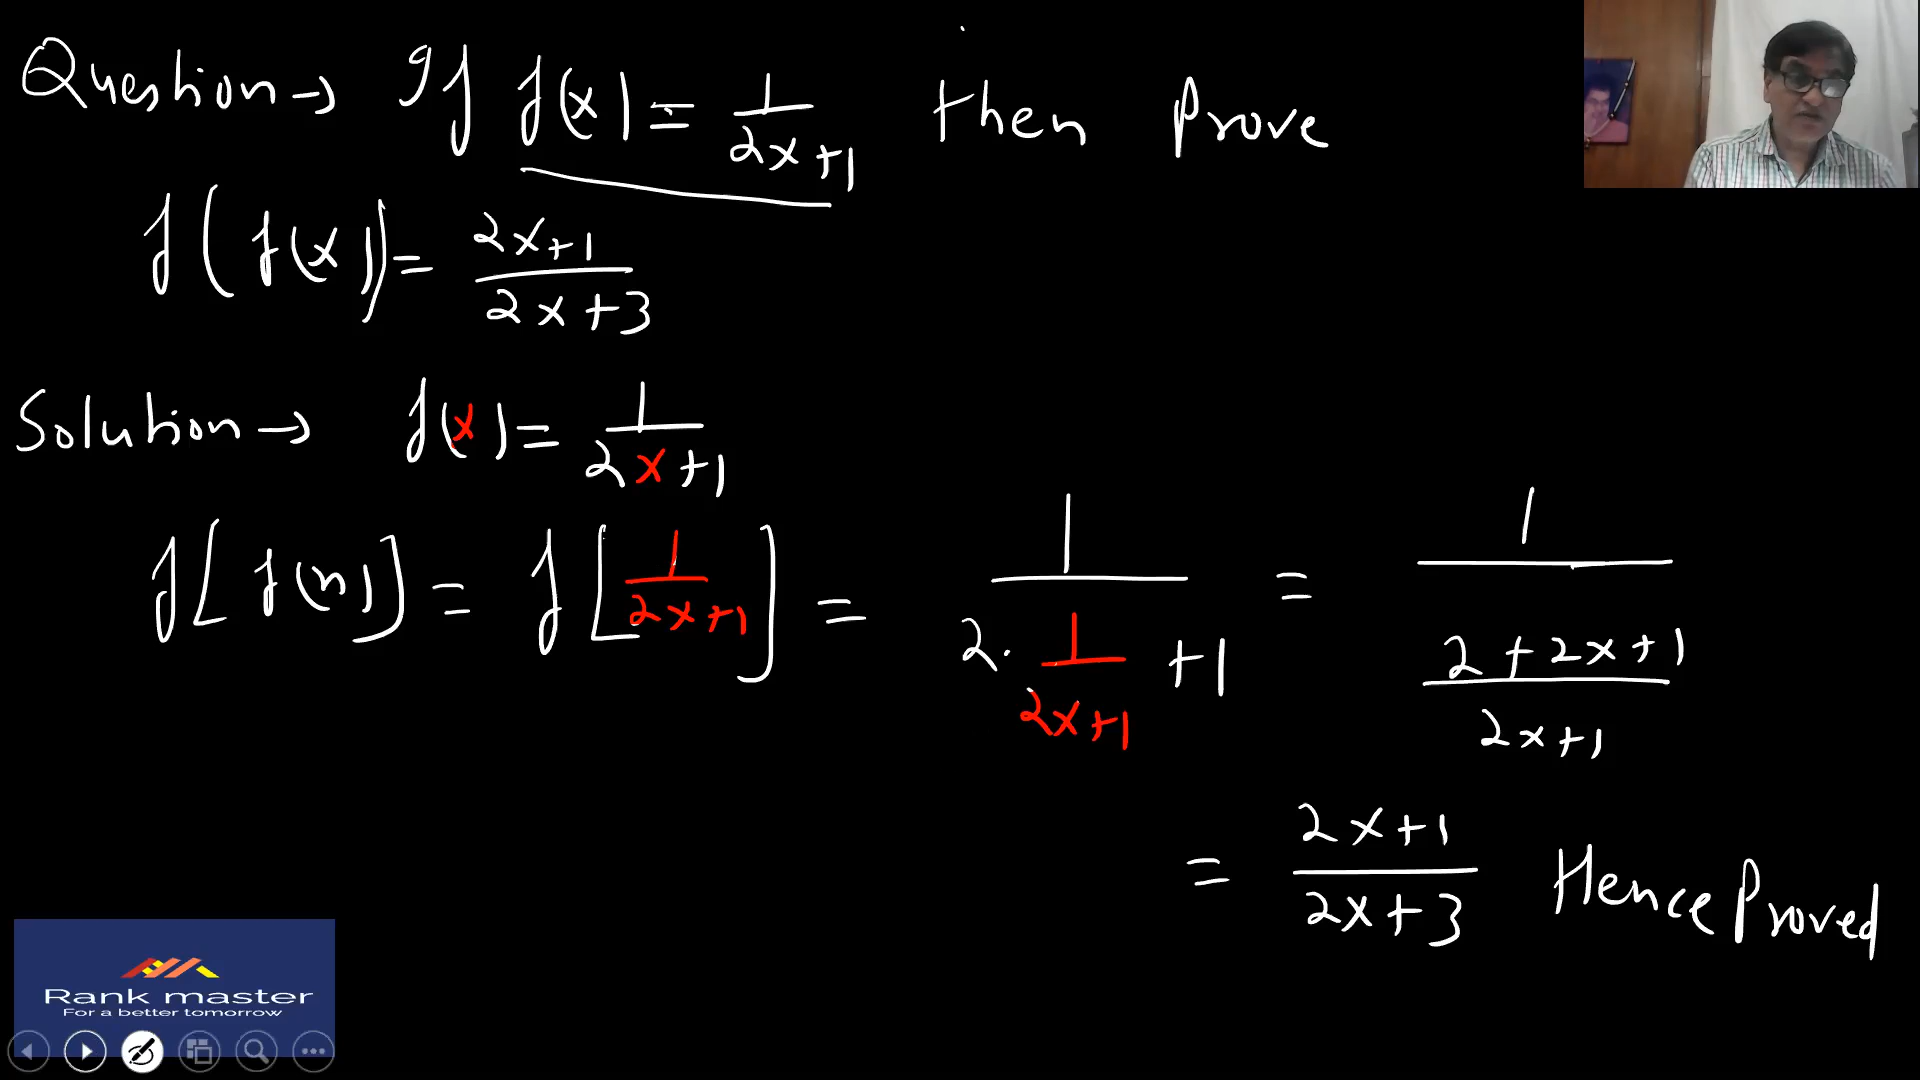 Question → If f(x) = 1/(2x+1) then Prove
f(f(x)) = (2x+1)/(2x+3)
Solution → f(x) = 1/(2x+1)
f[f(x)] = f[1/(2x+1)] = 1/(2·1/(2x+1) +1) = 1/((2+2x+1)/(2x+1))
= (2x+1)/(2x+3) Hence Proved
Rank master
For a better tomorrow